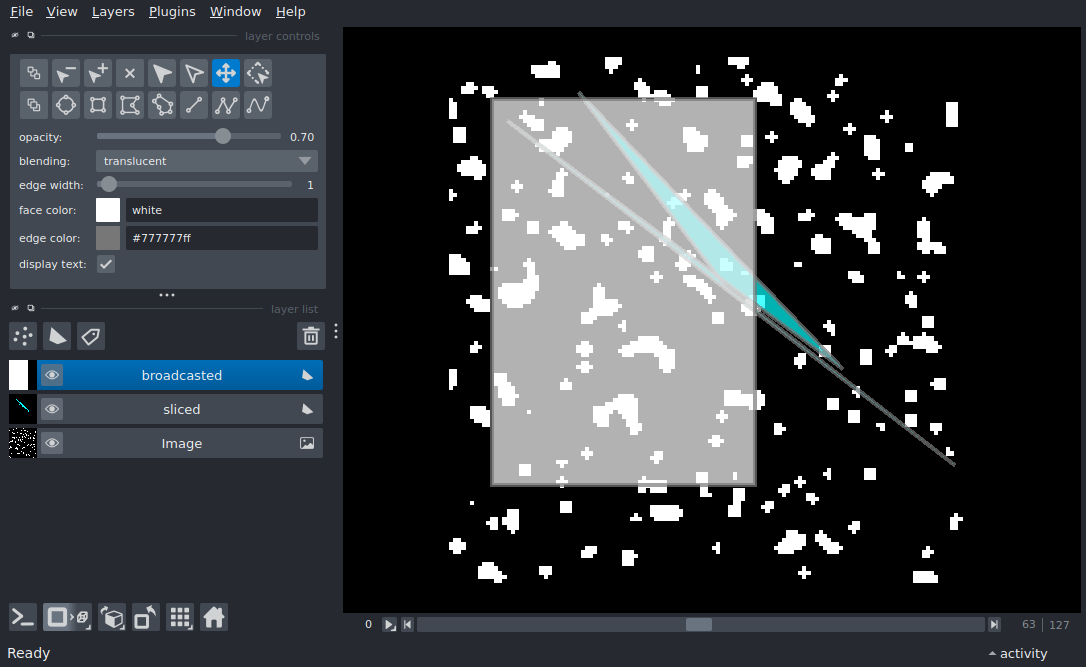 File View Layers Plugins Window Help
layer controls
opacity: 0.70
blending: translucent
edge width: 1
face color: white
edge color: #777777ff
display text:
layer list
broadcasted
sliced
Image
0 63 127
Ready activity